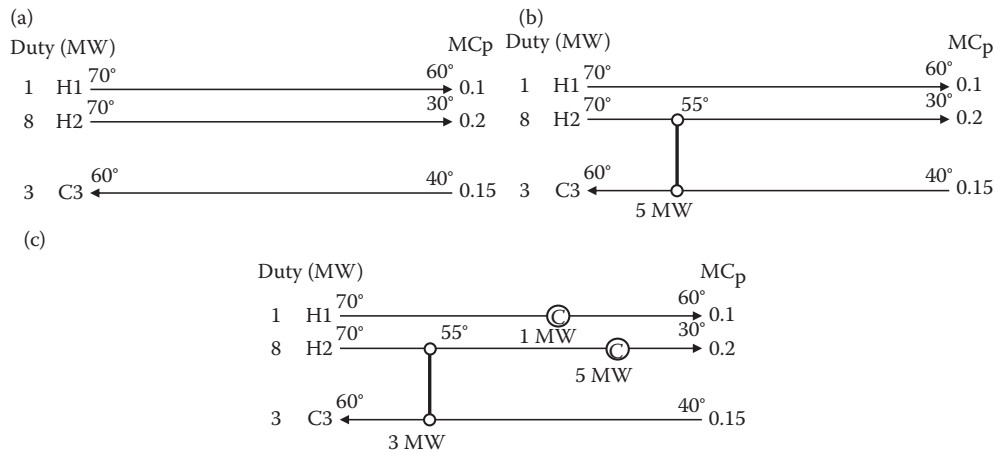 (a)
Duty (MW) MCp
1 H1 70° 60° 0.1
8 H2 70° 30° 0.2
3 C3 60° 40° 0.15
(b)
Duty (MW) MCp
1 H1 70° 60° 0.1
8 H2 70° 55° 30° 0.2
3 C3 60° 40° 0.15
5 MW
(c)
Duty (MW) MCp
1 H1 70° C 60° 0.1
1 MW
8 H2 70° 55° C 30° 0.2
5 MW
3 C3 60° 40° 0.15
3 MW